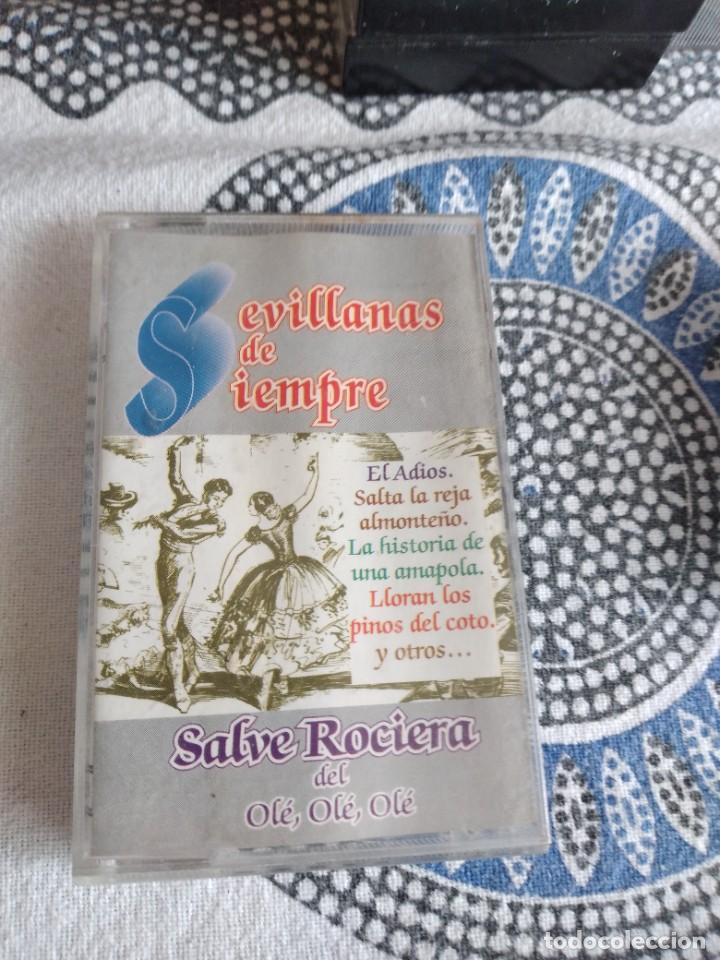 Sevillanas
de
Siempre
El Adios.
Salta la reja
almonteño.
La historia de
una amapola.
Lloran los
pinos del coto.
y otros...
Salve Rociera
del
Olé, Olé, Olé
todocoleccion